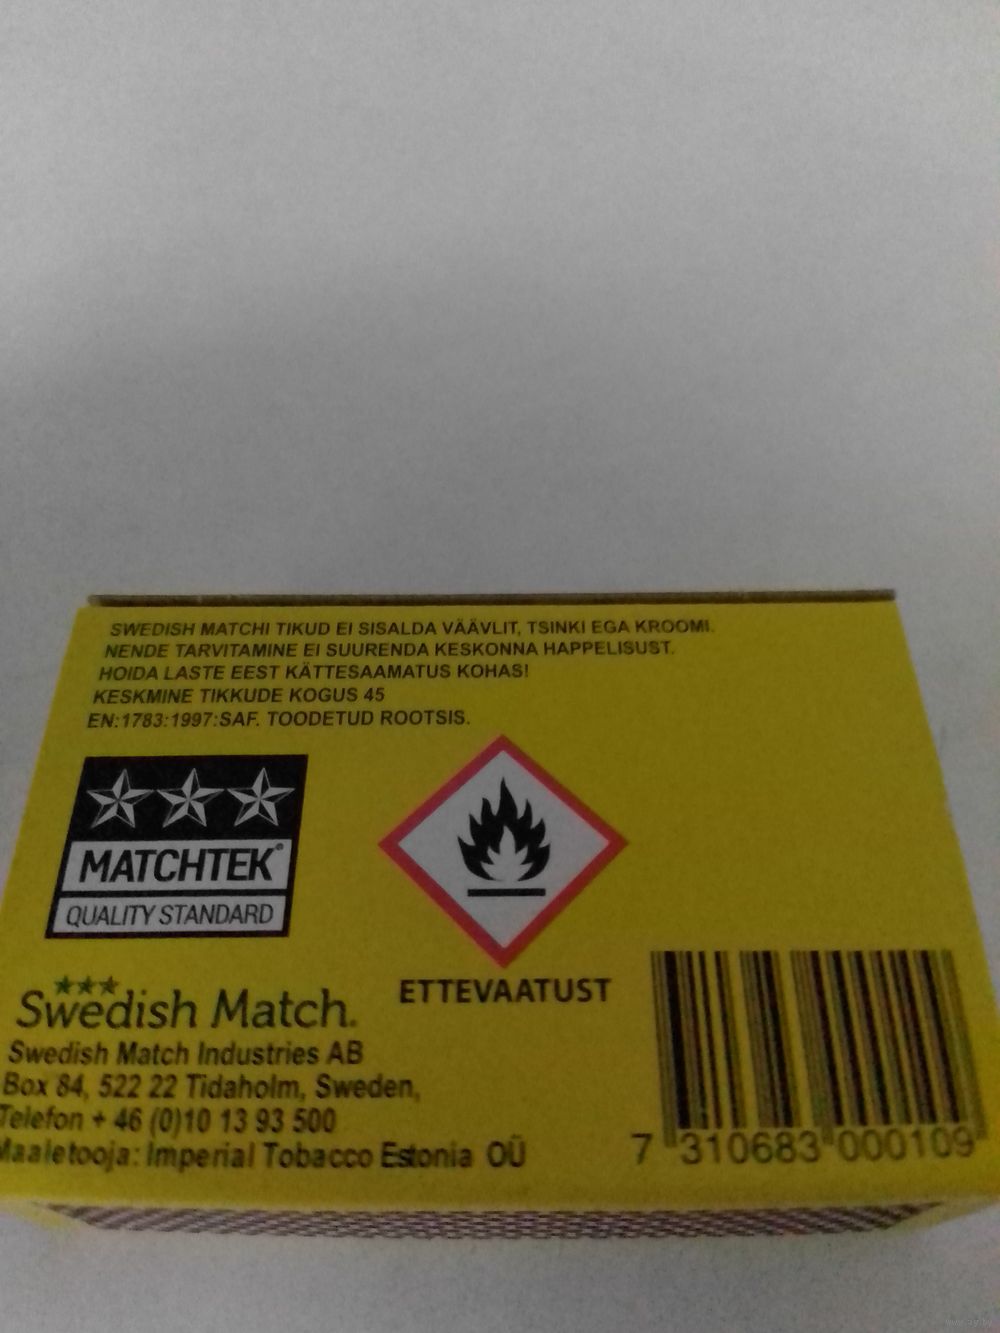 SWEDISH MATCHI TIKUD EI SISALDA VÄÄVLIT, TSINKI EGA KROOMI.
NENDE TARVITAMINE EI SUURENDA KESKONNA HAPPELISUST.
HOIDA LASTE EEST KÄTTESAAMATUS KOHAS!
KESKMINE TIKKUDE KOGUS 45
EN:1783:1997:SAF. TOODETUD ROOTSIS.
MATCHTEK®
QUALITY STANDARD
ETTEVAATUST
Swedish Match.
Swedish Match Industries AB
Box 84, 522 22 Tidaholm, Sweden,
Telefon + 46 (0)10 13 93 500
Maaletooja: Imperial Tobacco Estonia OÜ
7 310683 000109
www.ay.by